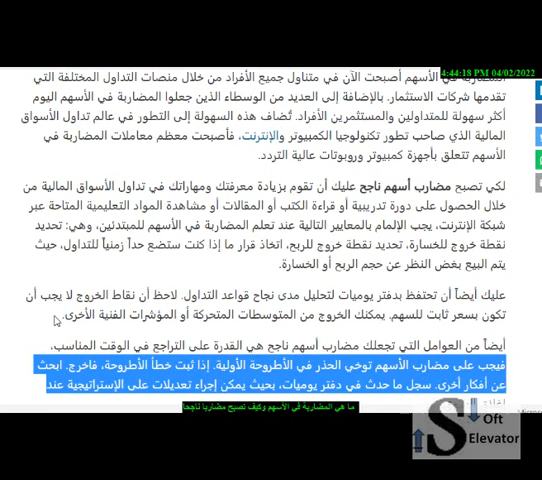 4:44:18 PM 04/02/2022
في الأسهم أصبحت الآن في متناول جميع الأفراد من خلال منصات التداول المختلفة التي
تقدمها شركات الاستثمار. بالإضافة إلى العديد من الوسطاء الذين جعلوا المضاربة في الأسهم اليوم
أكثر سهولة للمتداولين والمستثمرين الأفراد. تُضاف هذه السهولة إلى التطور في عالم تداول الأسواق
المالية الذي صاحب تطور تكنولوجيا الكمبيوتر والإنترنت، فأصبحت معظم معاملات المضاربة في
الأسهم تتعلق بأجهزة كمبيوتر وروبوتات عالية التردد.
لكي تصبح مضارب أسهم ناجح عليك أن تقوم بزيادة معرفتك ومهاراتك في تداول الأسواق المالية من
خلال الحصول على دورة تدريبية أو قراءة الكتب أو المقالات أو مشاهدة المواد التعليمية المتاحة عبر
شبكة الإنترنت، يجب الإلمام بالمعايير التالية عند تعلم المضاربة في الأسهم للمبتدئين، وهي: تحديد
نقطة خروج للخسارة، تحديد نقطة خروج للربح، اتخاذ قرار ما إذا كنت ستضع حداً زمنياً للتداول، حيث
يتم البيع بغض النظر عن حجم الربح أو الخسارة.
عليك أيضاً أن تحتفظ بدفتر يوميات لتحليل مدى نجاح قواعد التداول. لاحظ أن نقاط الخروج لا يجب أن
تكون بسعر ثابت للسهم. يمكنك الخروج من المتوسطات المتحركة أو المؤشرات الفنية الأخرى.
أيضاً من العوامل التي تجعلك مضارب أسهم ناجح هي القدرة على التراجع في الوقت المناسب،
فيجب على مضارب الأسهم توخي الحذر في الأطروحة الأولية. إذا ثبت خطأ الأطروحة، فاخرج. ابحث
عن أفكار أخرى. سجل ما حدث في دفتر يوميات، بحيث يمكن إجراء تعديلات على الإستراتيجية عند
ما هي المضاربة في الأسهم وكيف تصبح مضاربا ناجحا
S Oft
Elevator